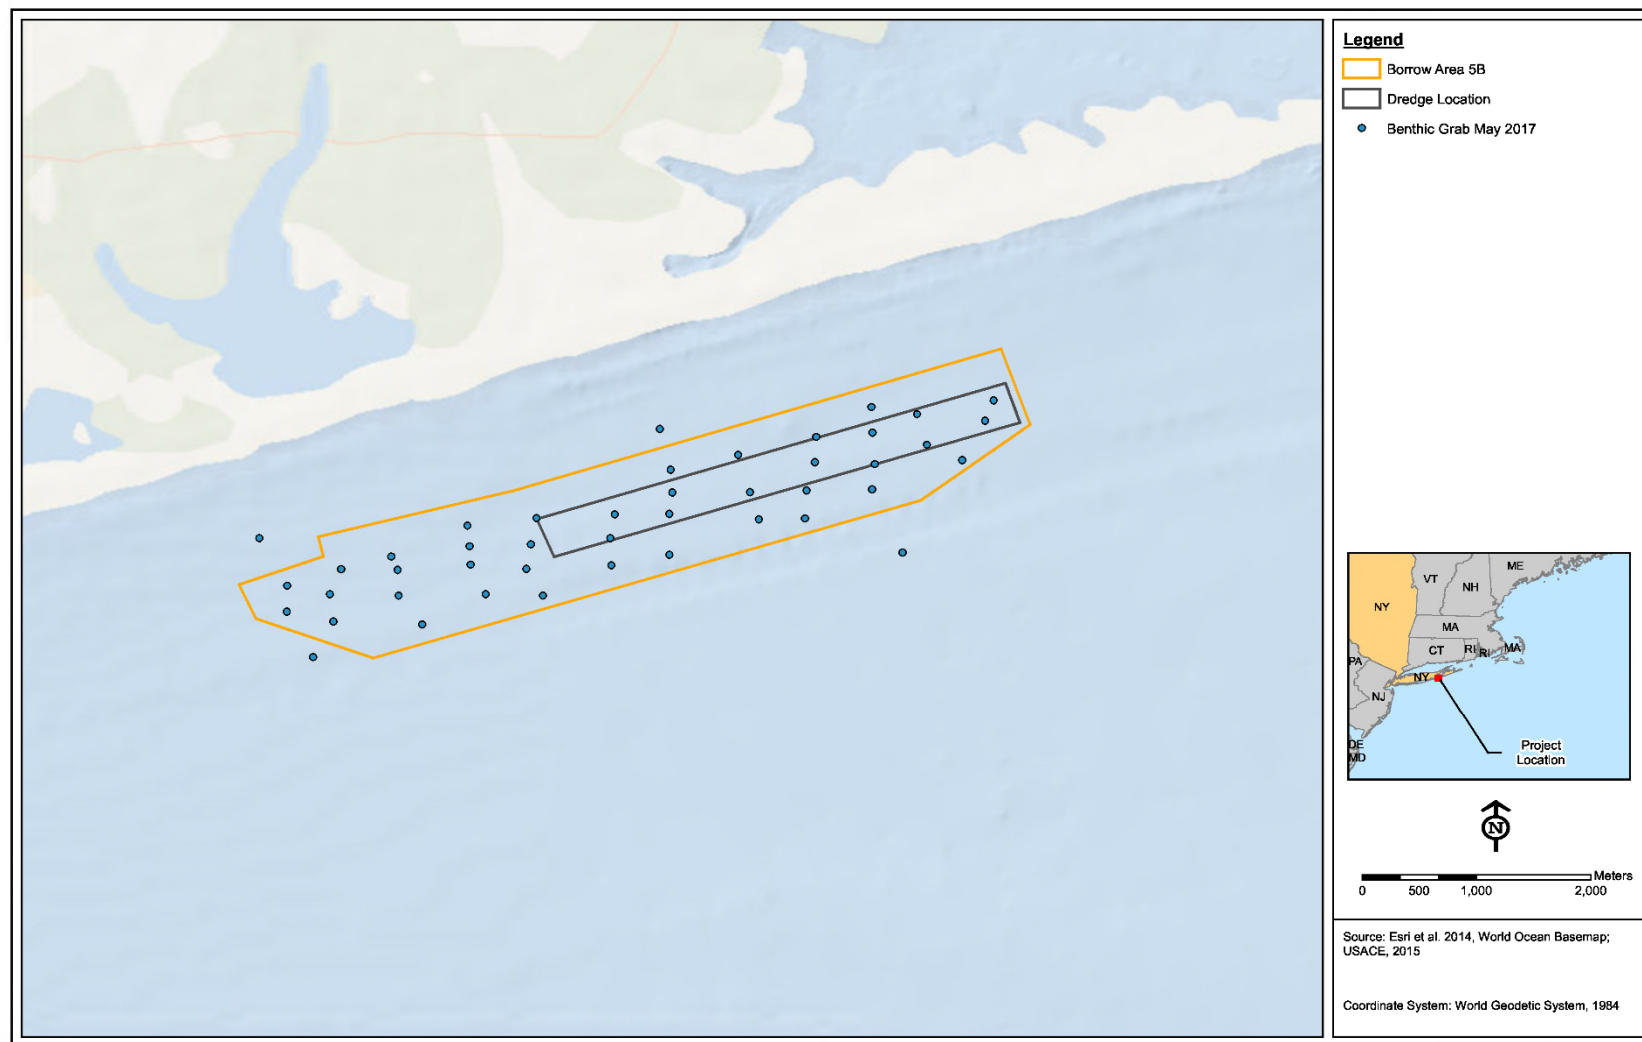 Legend
Borrow Area 5B
Dredge Location
Benthic Grab May 2017
ME
VT
NH
NY
MA
CT
RI
RI
MA
PA
NY
NJ
DE
MD
Project
Location
N
Meters
0 500 1,000 2,000
Source: Esri et al. 2014, World Ocean Basemap;
USACE, 2015
Coordinate System: World Geodetic System, 1984